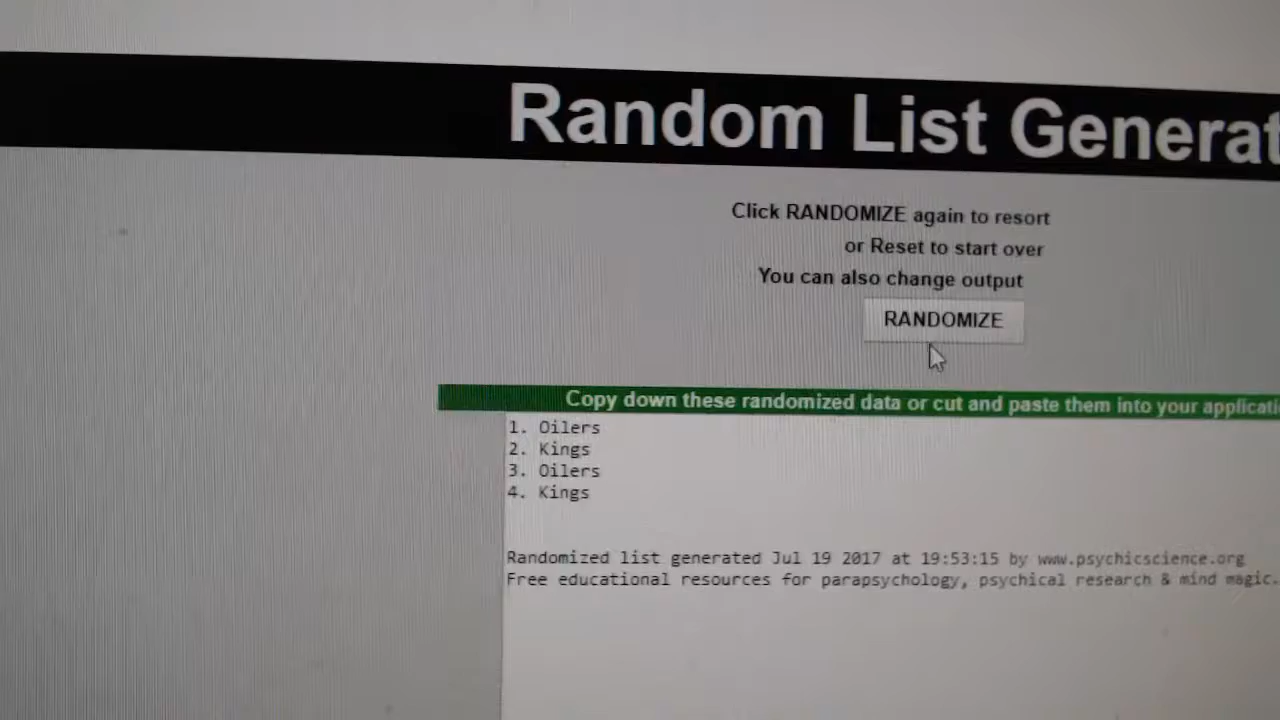 Random List Generat
Click RANDOMIZE again to resort
or Reset to start over
You can also change output
RANDOMIZE
Copy down these randomized data or cut and paste them into your applicati
1. Oilers
2. Kings
3. Oilers
4. Kings
Randomized list generated Jul 19 2017 at 19:53:15 by www.psychicscience.org
Free educational resources for parapsychology, psychical research & mind magic.